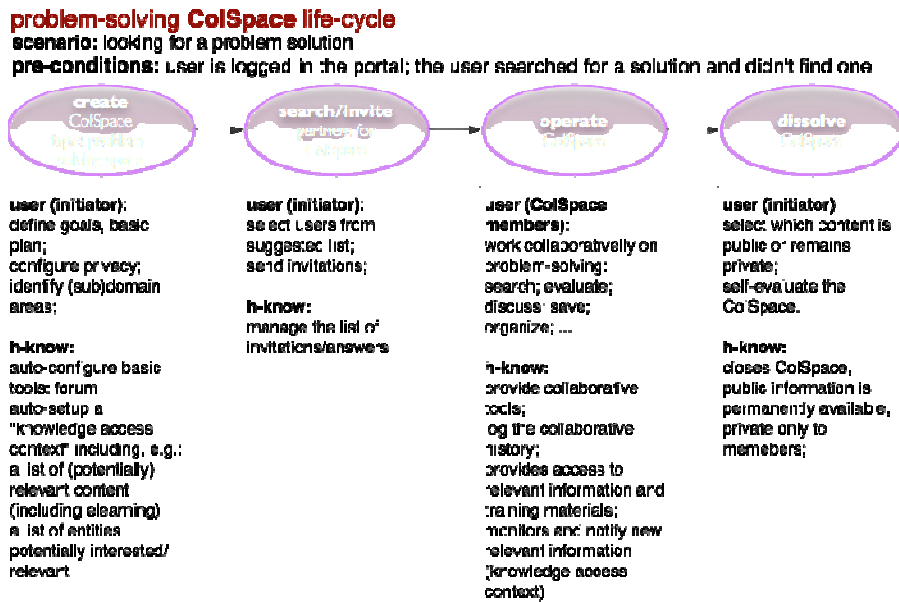 problem-solving ColSpace life-cycle
scenario: looking for a problem solution
pre-conditions: user is logged in the portal; the user searched for a solution and didn't find one
create
ColSpace
search/invite
partners for
ColSpace
operate
ColSpace
dissolve
ColSpace
user (initiator):
define goals, basic
plan;
configure privacy;
identify (sub)domain
areas;
h-know:
auto-configure basic
tools: forum
auto-setup a
"knowledge access
context" including, e.g.:
a list of (potentially)
relevant content
(including elearning)
a list of entities
potentially interested/
relevant
user (initiator):
select users from
suggested list;
send invitations;
h-know:
manage the list of
invitations/answers
user (ColSpace
members):
work collaborativelly on
problem-solving:
search; evaluate;
discuss; save;
organize; ...
h-know:
provide collaborative
tools;
log the collaborative
history;
provides access to
relevant information and
training materials;
monitors and notify new
relevant information
(knowledge access
context)
user (initiator)
select which content is
public or remains
private;
self-evaluate the
ColSpace.
h-know:
closes ColSpace,
public information is
permanently available,
private only to
memebers;